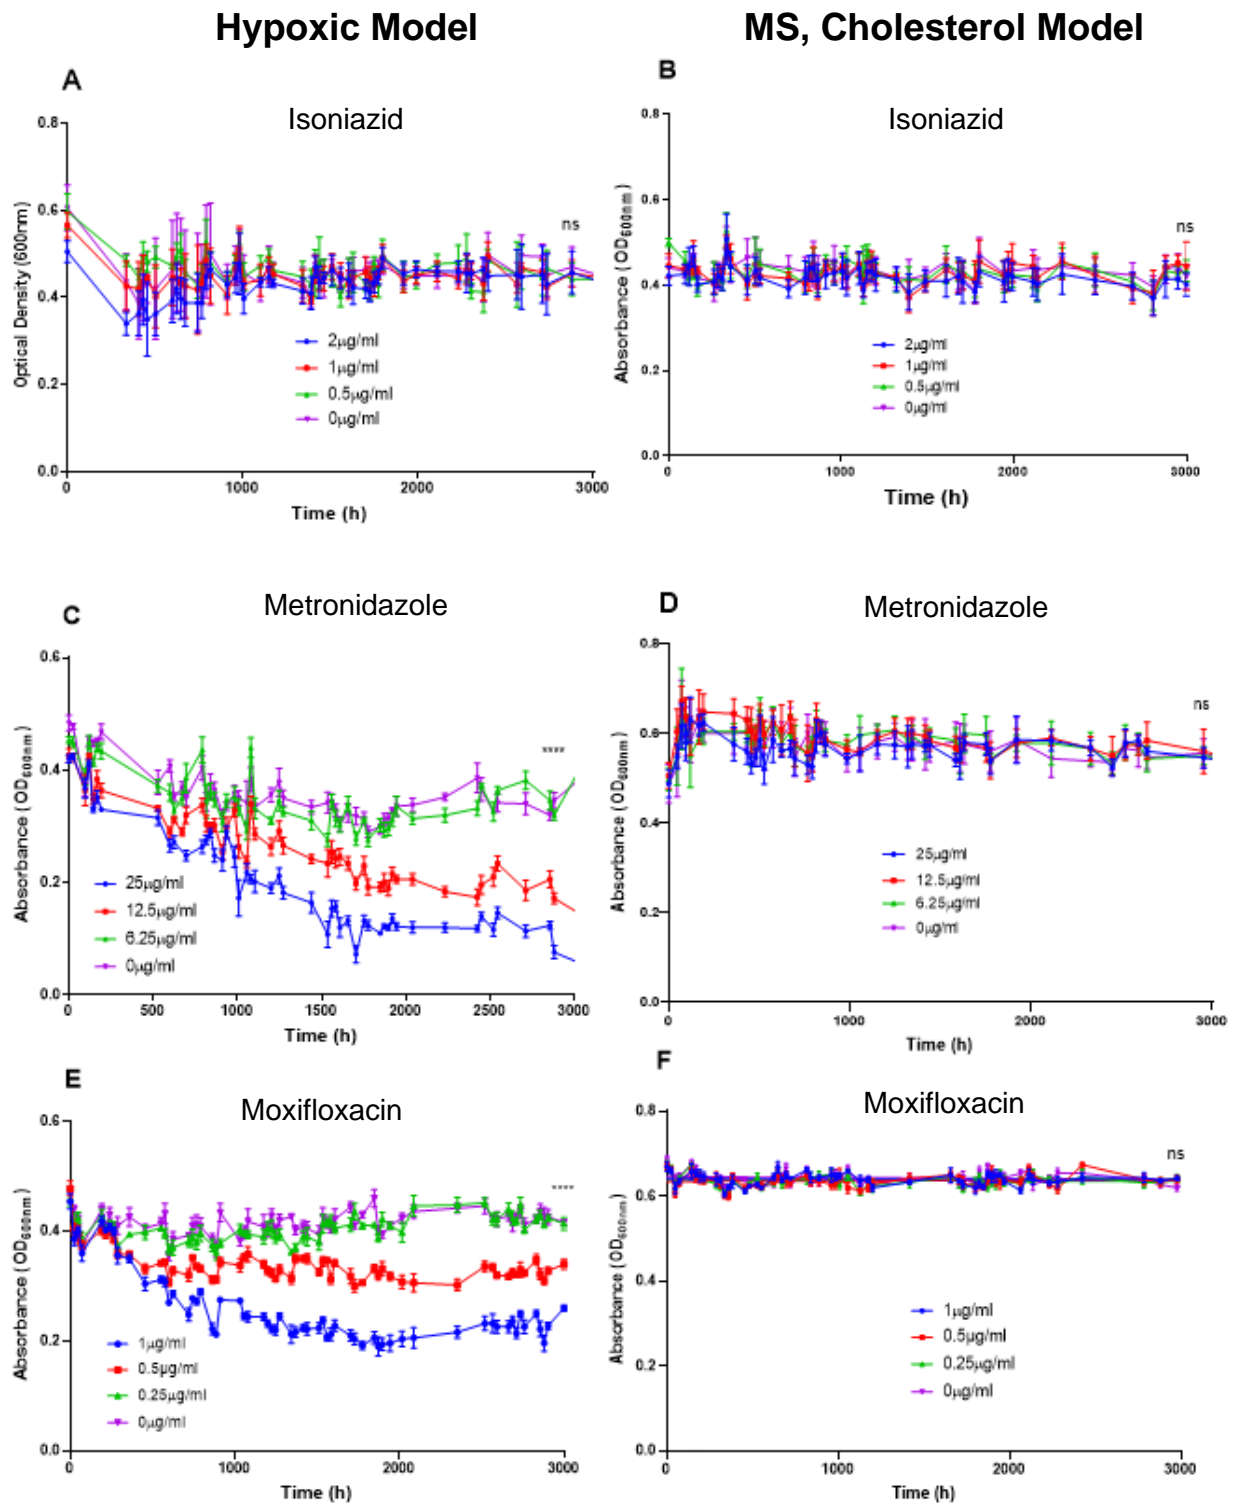 Hypoxic Model
MS, Cholesterol Model
A
Isoniazid
0.8
0.6
0.4
0.2
0.0
Optical Density (600nm)
ns
2µg/ml
1µg/ml
0.5µg/ml
0µg/ml
0 1000 2000 3000
Time (h)
B
Isoniazid
0.8
0.6
0.4
0.2
0.0
Absorbance (OD600nm)
ns
2µg/ml
1µg/ml
0.5µg/ml
0µg/ml
0 1000 2000 3000
Time (h)
C
Metronidazole
0.6
0.4
0.2
0.0
Absorbance (OD600nm)
****
25µg/ml
12.5µg/ml
6.25µg/ml
0µg/ml
0 500 1000 1500 2000 2500 3000
Time (h)
D
Metronidazole
0.8
0.6
0.4
0.2
0.0
Absorbance (OD600nm)
ns
25µg/ml
12.5µg/ml
6.25µg/ml
0µg/ml
0 1000 2000 3000
Time (h)
E
Moxifloxacin
0.6
0.4
0.2
0.0
Absorbance (OD600nm)
****
1µg/ml
0.5µg/ml
0.25µg/ml
0µg/ml
0 1000 2000 3000
Time (h)
F
Moxifloxacin
0.8
0.6
0.4
0.2
0.0
Absorbance (OD600nm)
ns
1µg/ml
0.5µg/ml
0.25µg/ml
0µg/ml
0 1000 2000 3000
Time (h)